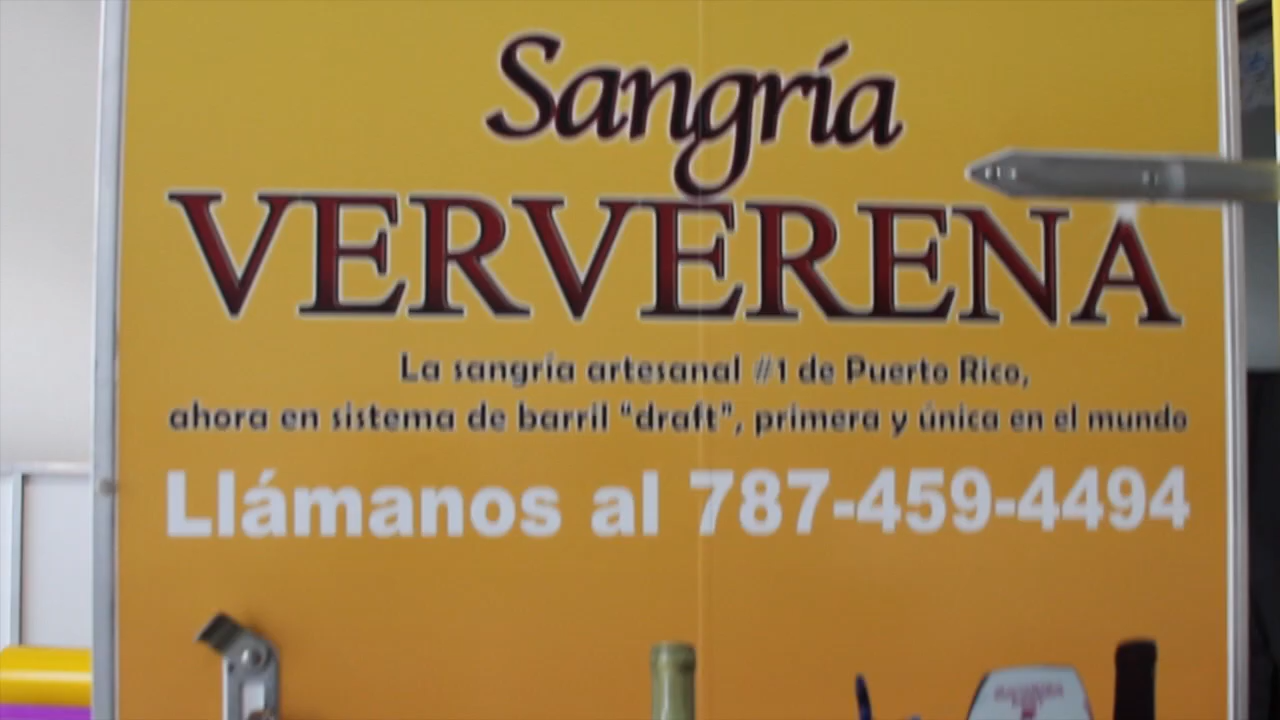 Sangría
VERVERENA
La sangría artesanal #1 de Puerto Rico,
ahora en sistema de barril "draft", primera y única en el mundo
Llámanos al 787-459-4494